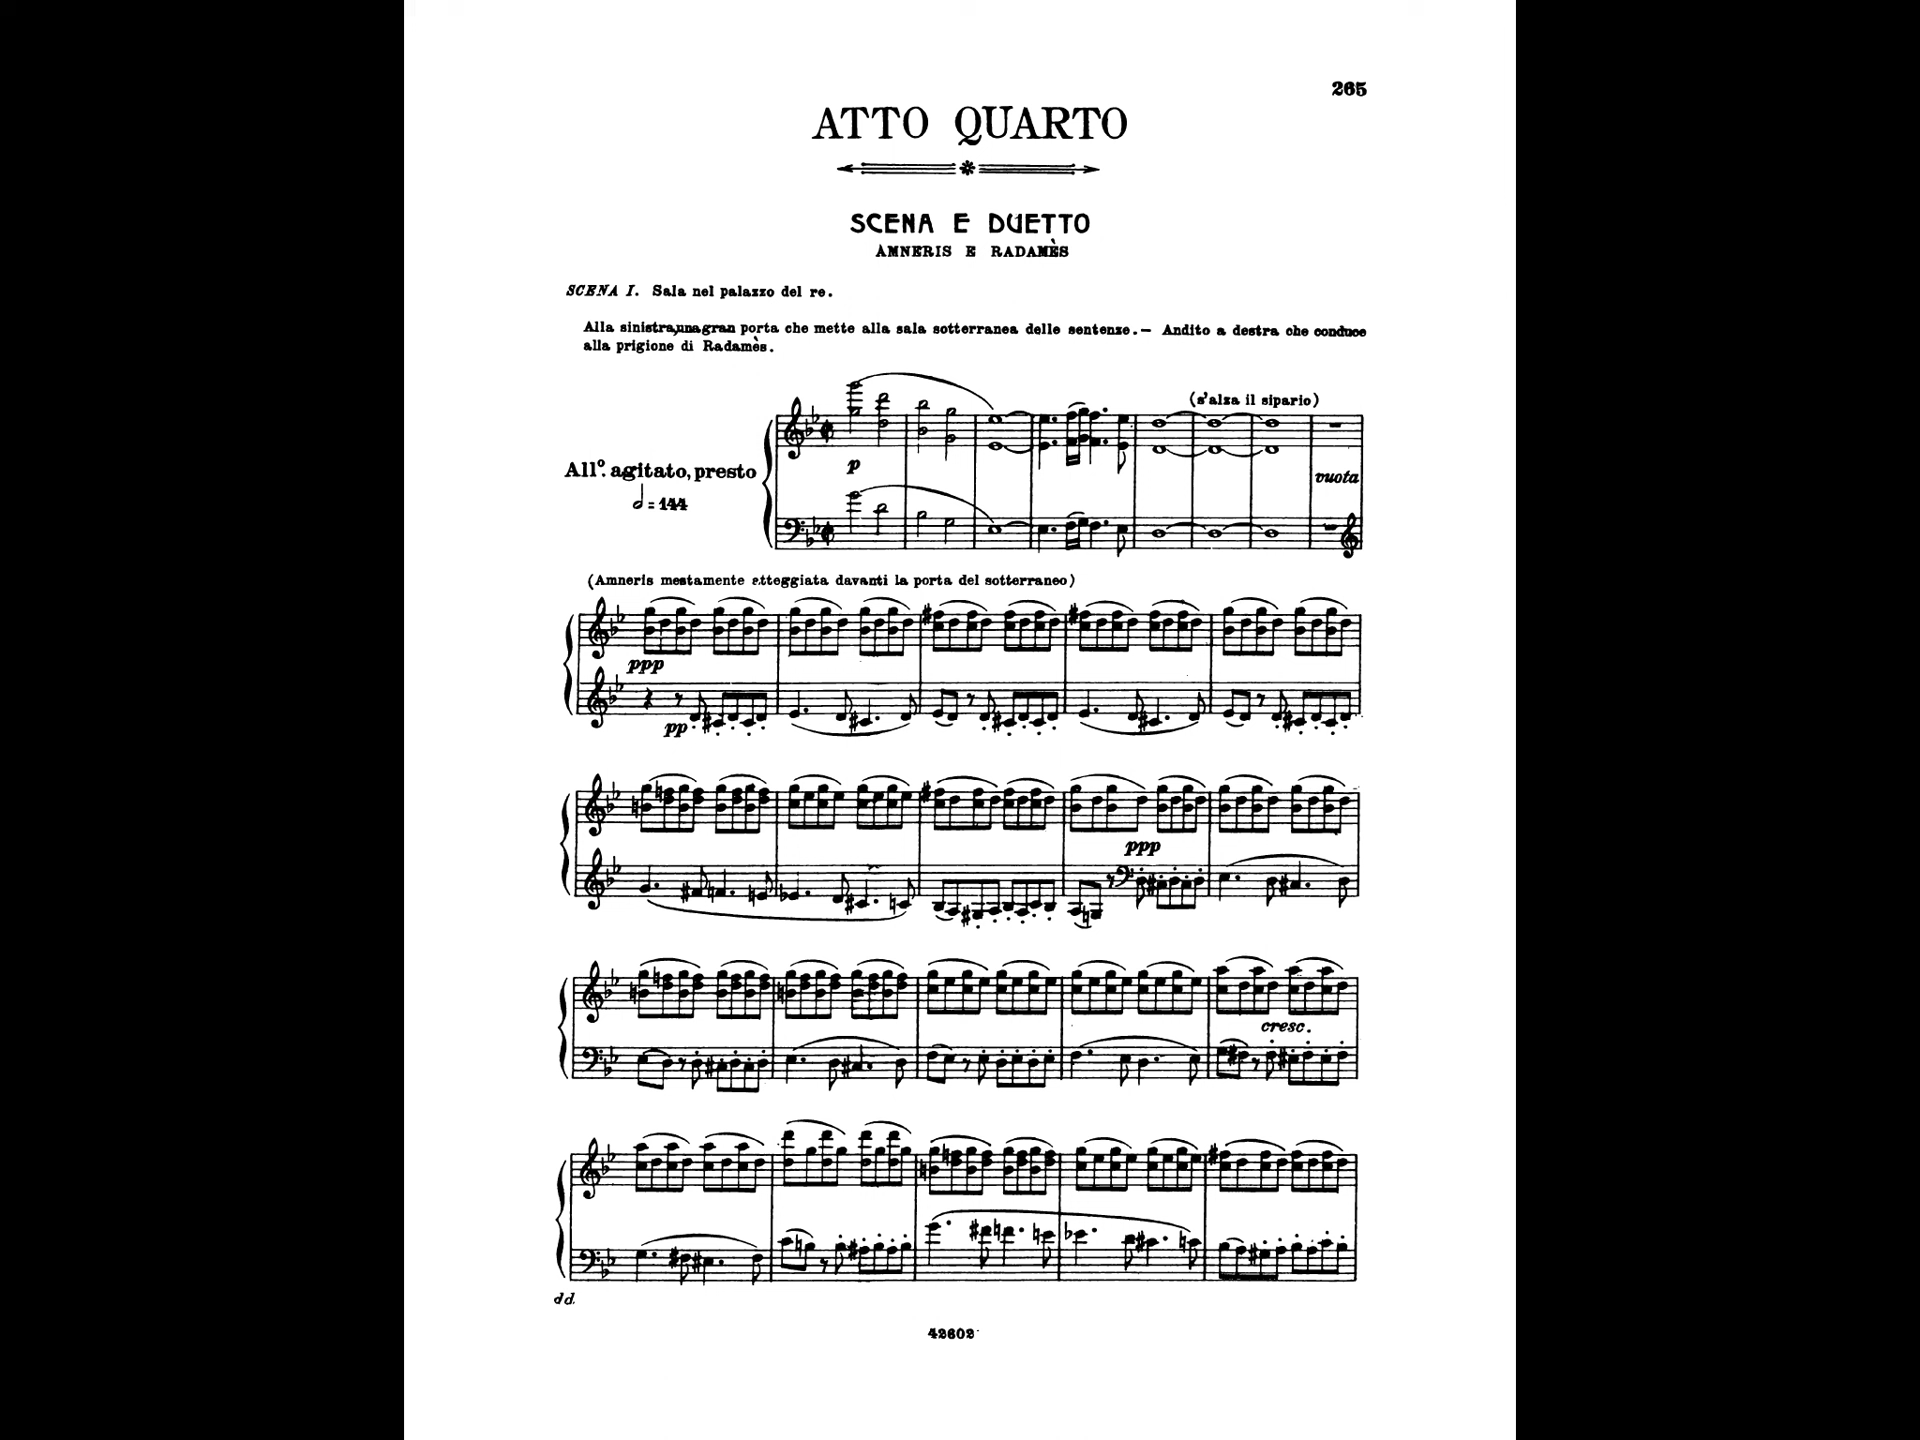 265
ATTO QUARTO
SCENA E DUETTO
AMNERIS E RADAMÈS
SCENA I. Sala nel palazzo del re.
Alla sinistra, una gran porta che mette alla sala sotterranea delle sentenze.— Andito a destra che conduce
alla prigione di Radamès.
(s'alza il sipario)
All.º agitato, presto
p
vuota
= 144
(Amneris mestamente atteggiata davanti la porta del sotterraneo)
ppp
pp
ppp
cresc.
dd.
42602